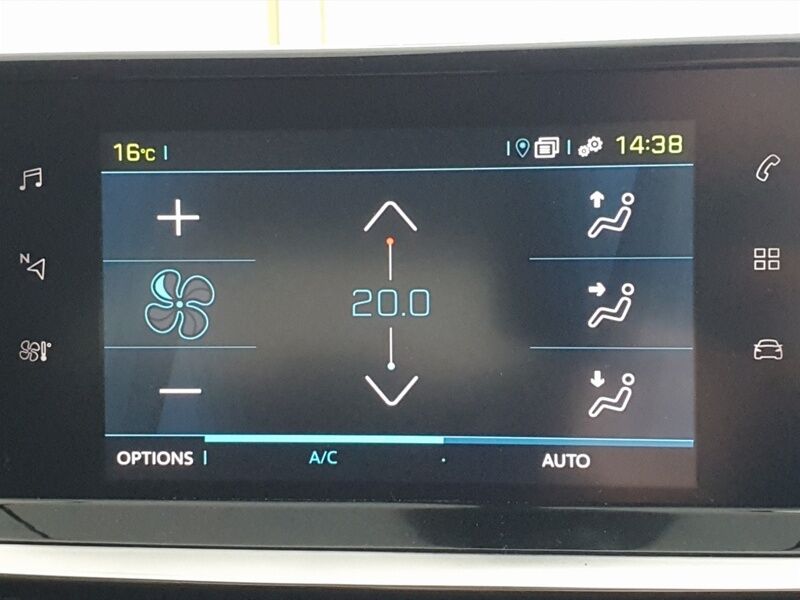 16°C
14:38
N
20.0
OPTIONS
A/C
AUTO